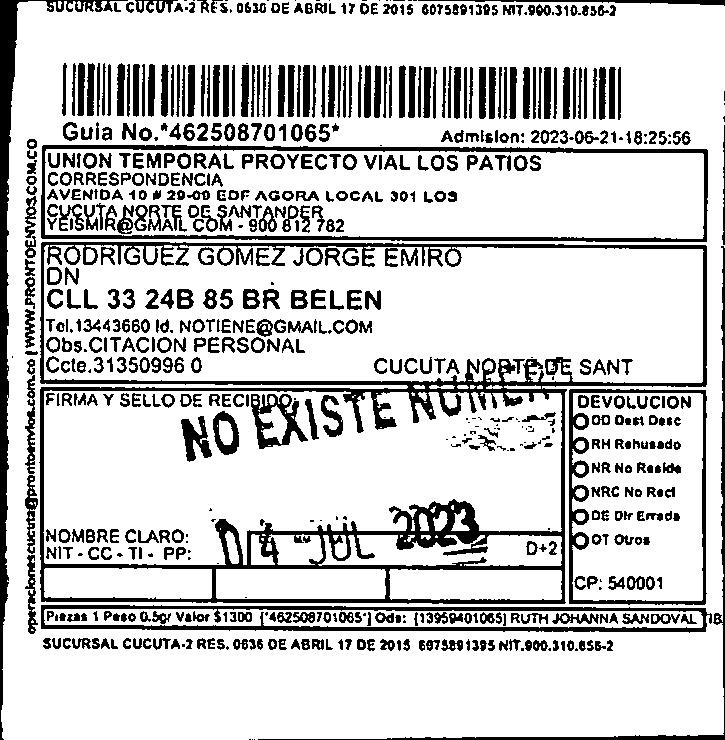 SUCURSAL CUCUTA-2 RES. 0636 DE ABRIL 17 DE 2015 6075891395 NIT.900.310.856-2
Guia No.*462508701065*
Admision: 2023-06-21-18:25:56
operacionescucuta@prontoenvios.com.co | WWW.PRONTOENVIOS.COM.CO
UNION TEMPORAL PROYECTO VIAL LOS PATIOS
CORRESPONDENCIA
AVENIDA 10 # 29-09 EDF AGORA LOCAL 301 LOS
CUCUTA NORTE DE SANTANDER
YEISMIR@GMAIL COM - 900 812 782
RODRIGUEZ GOMEZ JORGE EMIRO
DN
CLL 33 24B 85 BR BELEN
Tel.13443660 Id. NOTIENE@GMAIL.COM
Obs.CITACION PERSONAL
Ccte.31350996 0
CUCUTA NORTE DE SANT
FIRMA Y SELLO DE RECIBIDO:
NO EXISTE NUMER
DEVOLUCION
DD Dest Desc
RH Rehusado
NR No Reside
NRC No Recl
DE Dir Errada
OT Otros
NOMBRE CLARO:
NIT - CC - TI - PP:
04 JUL 2023
D+2
CP: 540001
Piezas 1 Peso 0.5gr Valor $1300 [*462508701065*] Ods: [13959401065] RUTH JOHANNA SANDOVAL
SUCURSAL CUCUTA-2 RES. 0636 DE ABRIL 17 DE 2015 6075891395 NIT.900.310.856-2